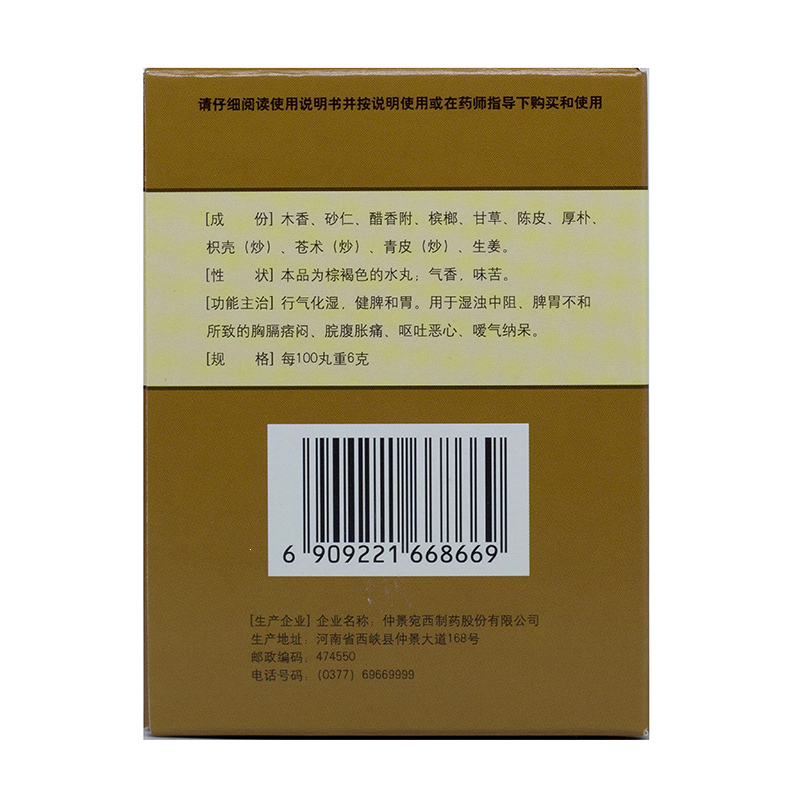 请仔细阅读使用说明书并按说明使用或在药师指导下购买和使用
[成　份] 木香、砂仁、醋香附、槟榔、甘草、陈皮、厚朴、
枳壳（炒）、苍术（炒）、青皮（炒）、生姜。
[性　状] 本品为棕褐色的水丸；气香，味苦。
[功能主治] 行气化湿，健脾和胃。用于湿浊中阻、脾胃不和
所致的胸膈痞闷、脘腹胀痛、呕吐恶心、嗳气纳呆。
[规　格] 每100丸重6克
6 909221 668669
[生产企业] 企业名称：仲景宛西制药股份有限公司
生产地址：河南省西峡县仲景大道168号
邮政编码：474550
电话号码：(0377) 69669999